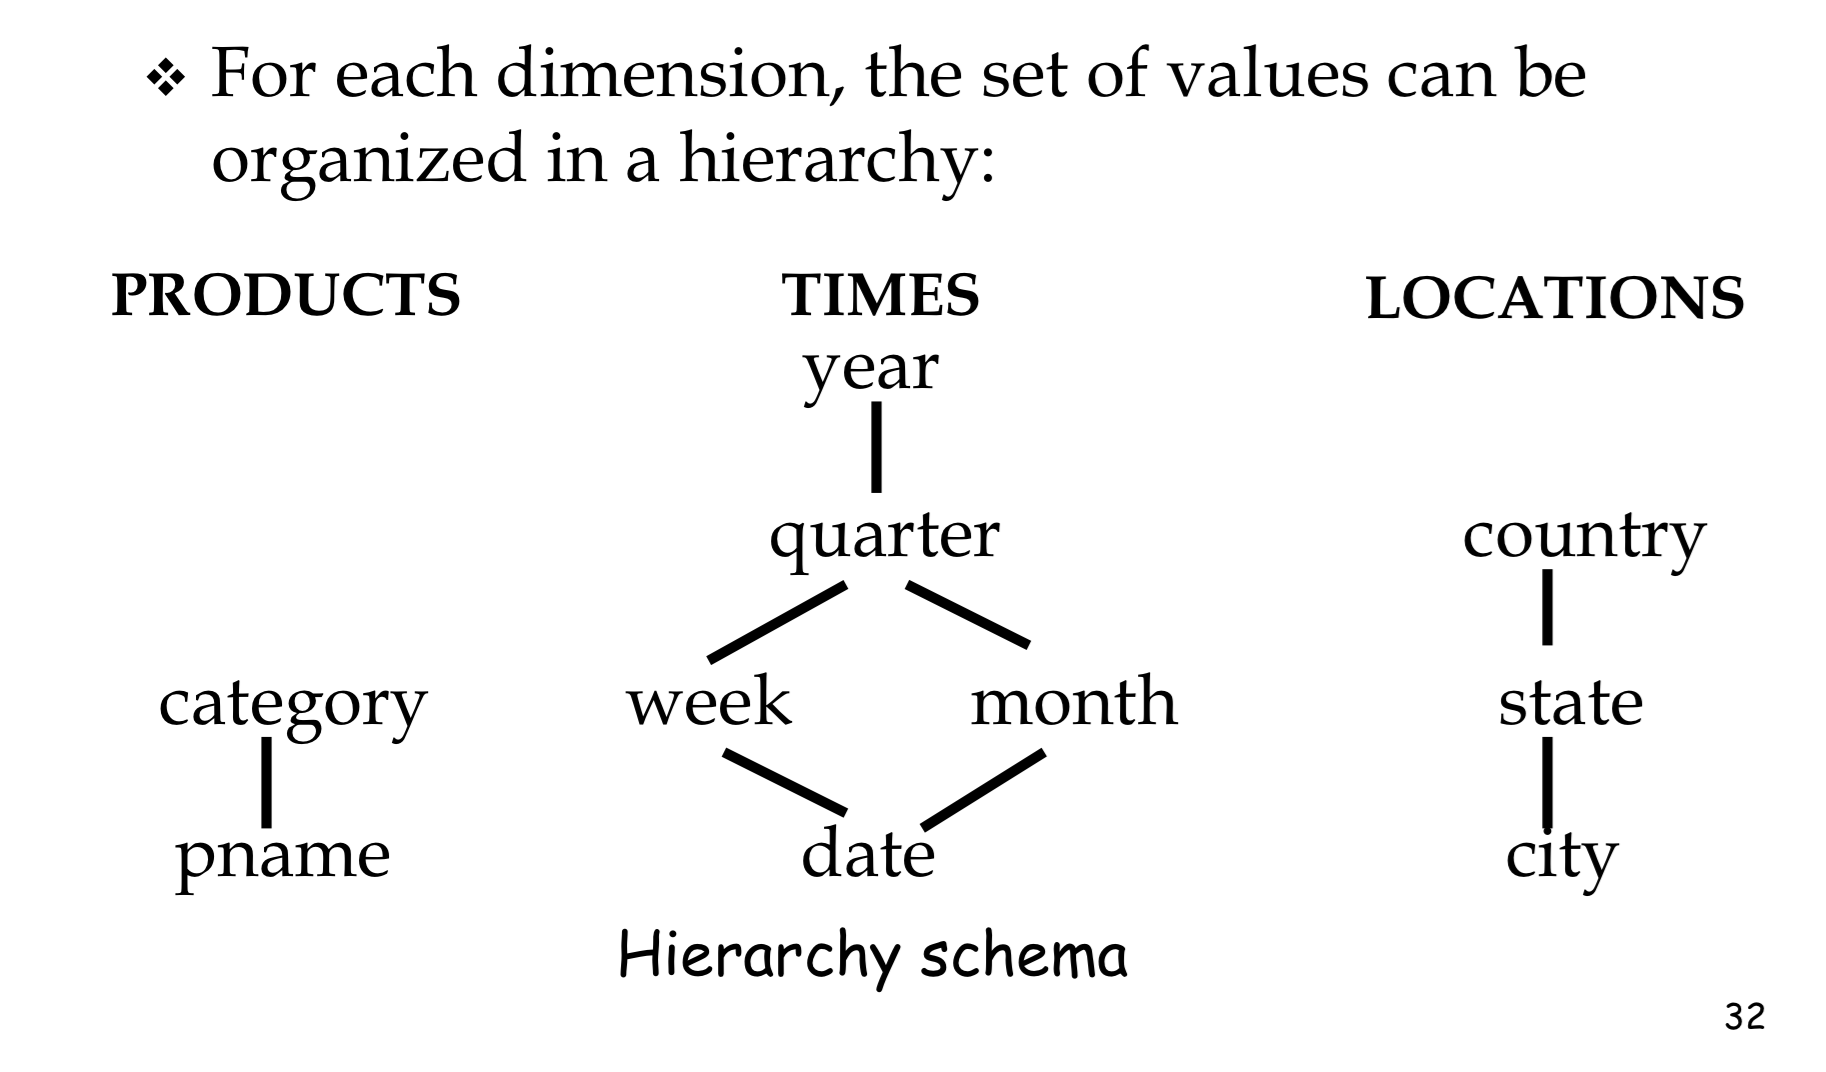 ❖ For each dimension, the set of values can be
organized in a hierarchy:
PRODUCTS TIMES LOCATIONS
year
quarter country
category week month state
pname date city
Hierarchy schema
32